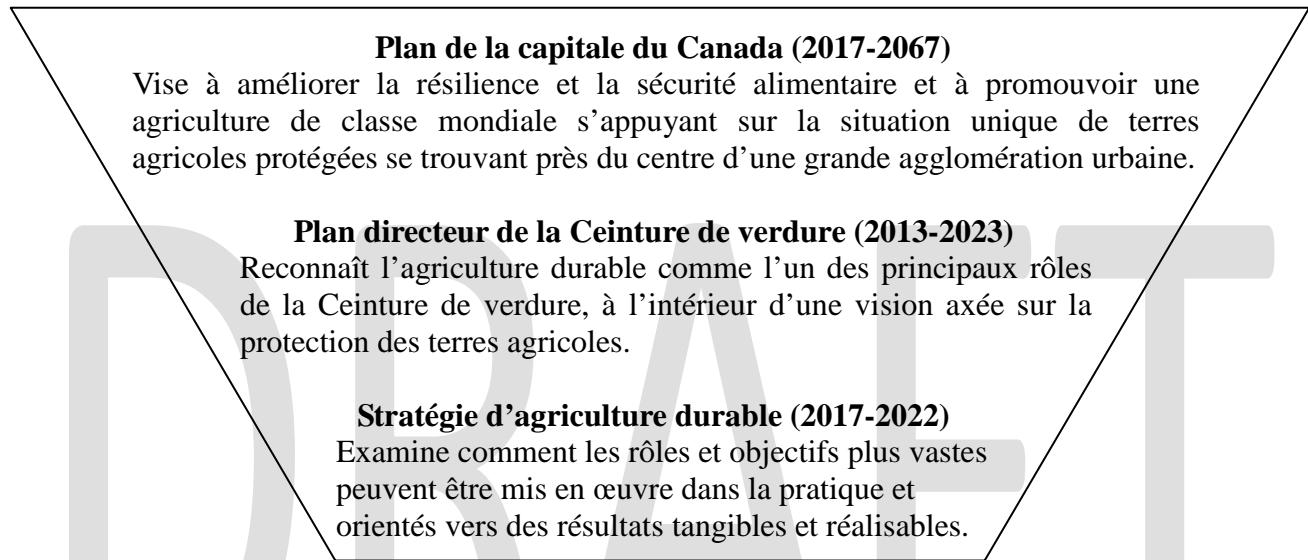 Plan de la capitale du Canada (2017-2067)
Vise à améliorer la résilience et la sécurité alimentaire et à promouvoir une
agriculture de classe mondiale s’appuyant sur la situation unique de terres
agricoles protégées se trouvant près du centre d’une grande agglomération urbaine.
Plan directeur de la Ceinture de verdure (2013-2023)
Reconnaît l’agriculture durable comme l’un des principaux rôles
de la Ceinture de verdure, à l’intérieur d’une vision axée sur la
protection des terres agricoles.
Stratégie d’agriculture durable (2017-2022)
Examine comment les rôles et objectifs plus vastes
peuvent être mis en œuvre dans la pratique et
orientés vers des résultats tangibles et réalisables.
DRAFT